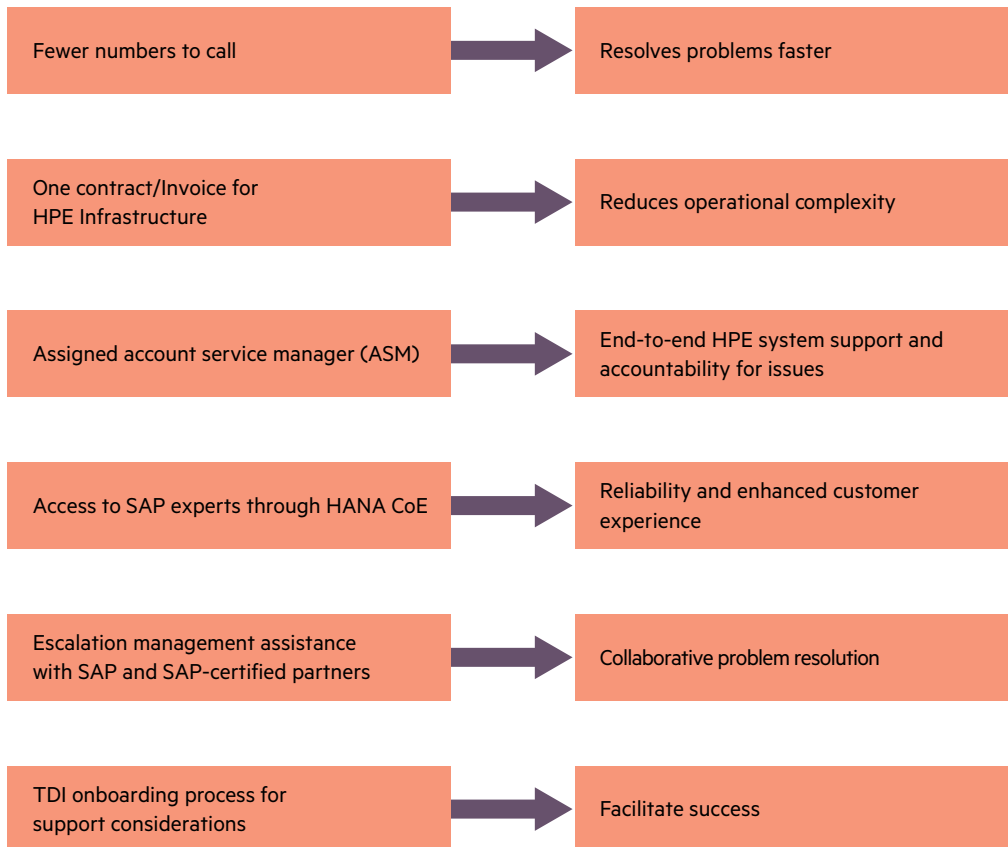 Fewer numbers to call
Resolves problems faster
One contract/Invoice for
HPE Infrastructure
Reduces operational complexity
Assigned account service manager (ASM)
End-to-end HPE system support and
accountability for issues
Access to SAP experts through HANA CoE
Reliability and enhanced customer
experience
Escalation management assistance
with SAP and SAP-certified partners
Collaborative problem resolution
TDI onboarding process for
support considerations
Facilitate success